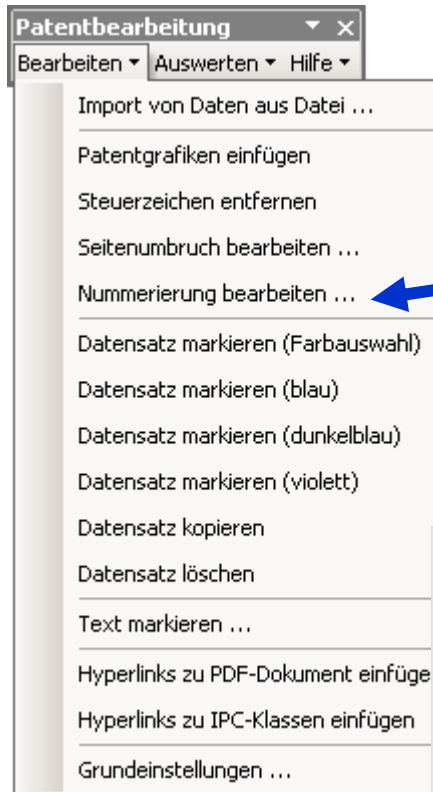 Patentbearbeitung
Bearbeiten Auswerten Hilfe
Import von Daten aus Datei ...
Patentgrafiken einfügen
Steuerzeichen entfernen
Seitenumbruch bearbeiten ...
Nummerierung bearbeiten ...
Datensatz markieren (Farbauswahl)
Datensatz markieren (blau)
Datensatz markieren (dunkelblau)
Datensatz markieren (violett)
Datensatz kopieren
Datensatz löschen
Text markieren ...
Hyperlinks zu PDF-Dokument einfüge
Hyperlinks zu IPC-Klassen einfügen
Grundeinstellungen ...